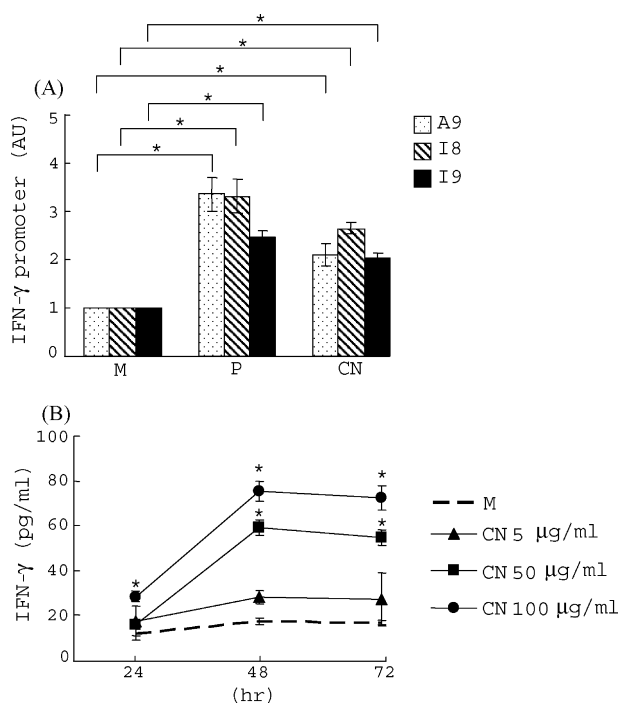 *
*
*
(A)
*
*
*
IFN-γ promoter (AU)
5
4
3
2
1
0
M
P
CN
A9
I8
I9
(B)
IFN-γ (pg/ml)
100
80
60
40
20
0
*
*
*
*
*
24
48
72
(hr)
M
CN 5 μg/ml
CN 50 μg/ml
CN 100 μg/ml